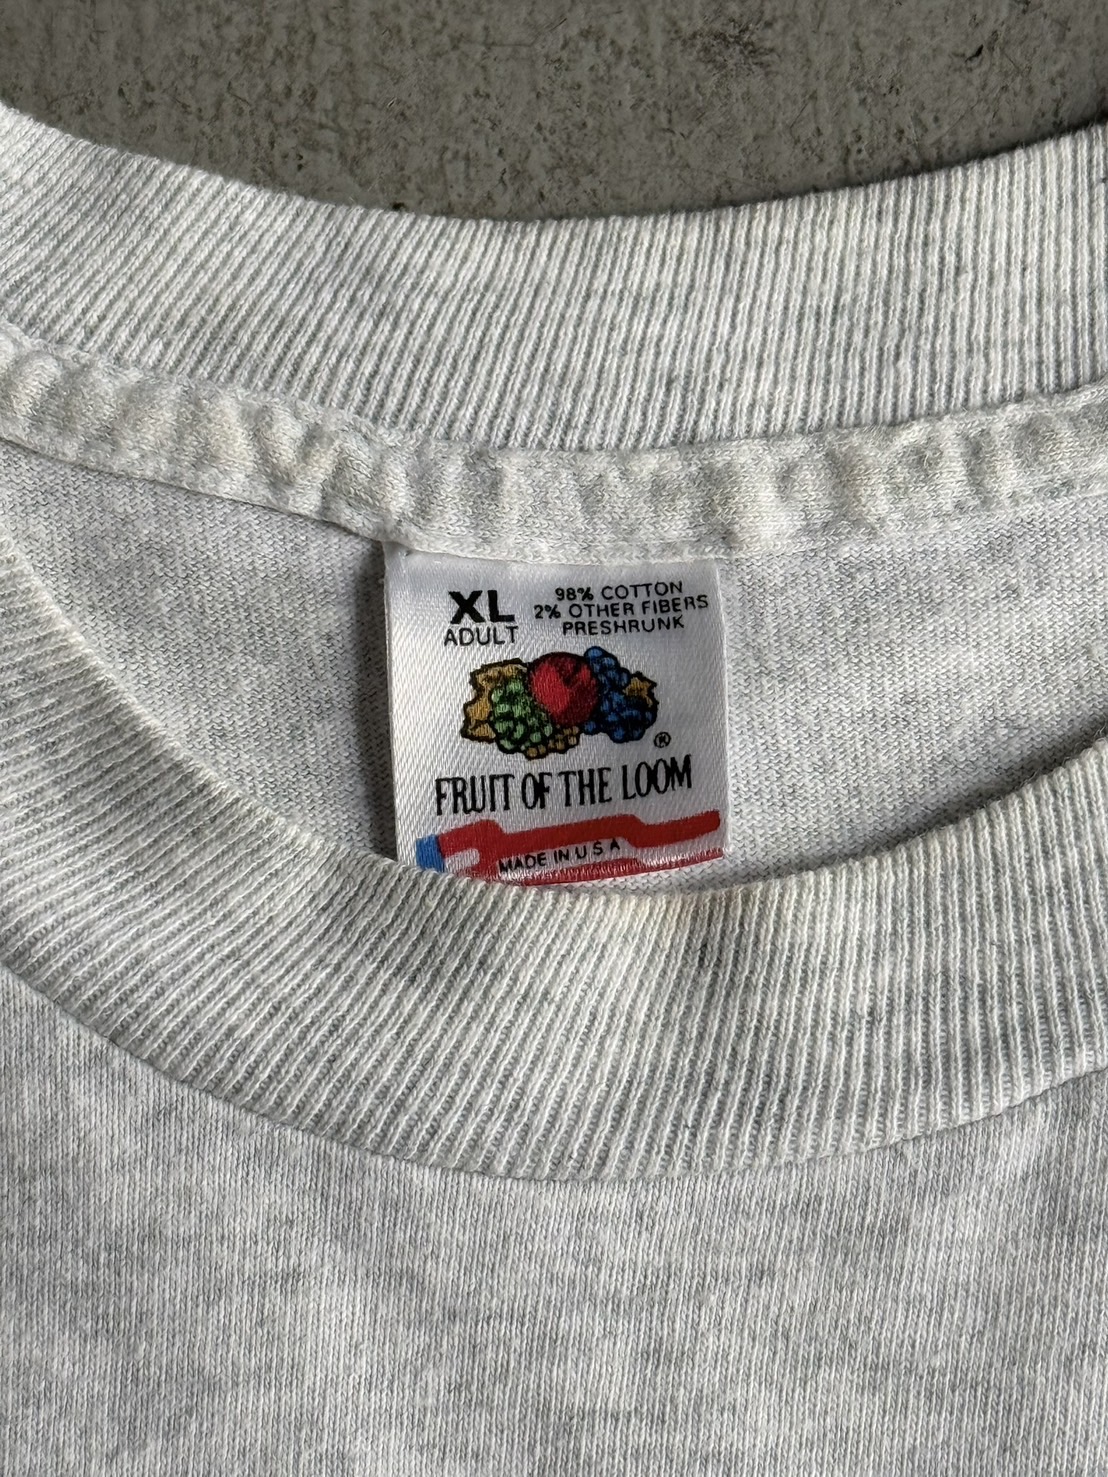 XL
ADULT
98% COTTON
2% OTHER FIBERS
PRESHRUNK
®
FRUIT OF THE LOOM
MADE IN U S A